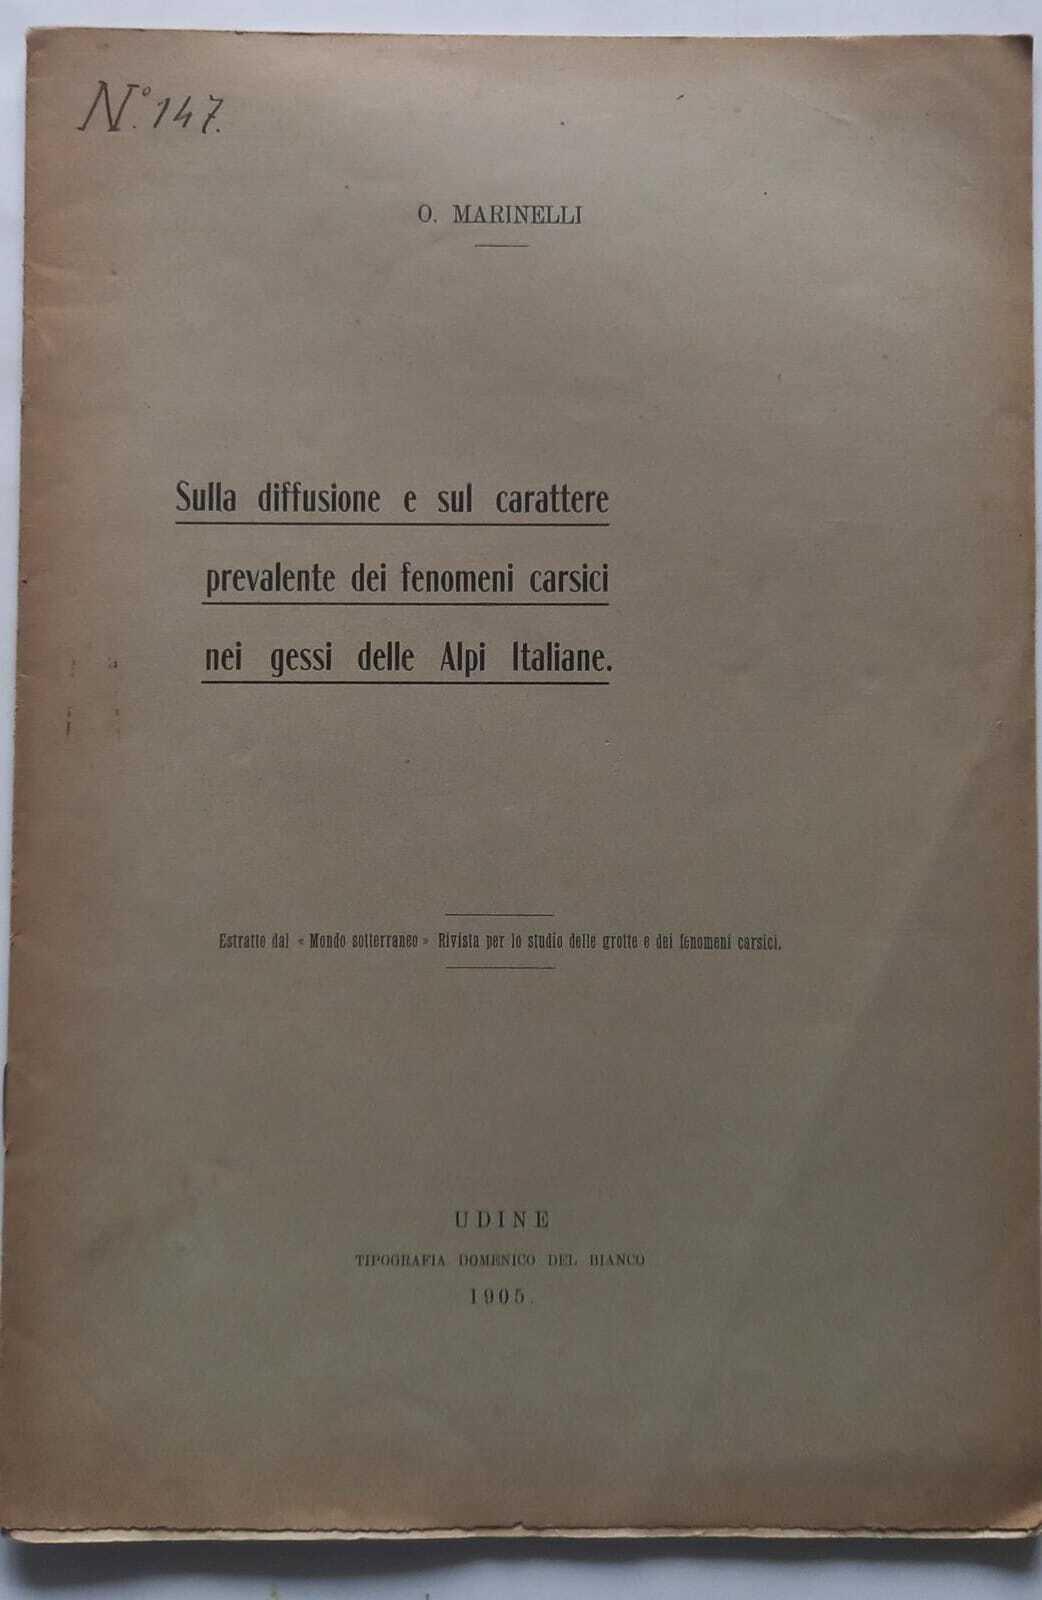 N.° 147.
O. MARINELLI
Sulla diffusione e sul carattere
prevalente dei fenomeni carsici
nei gessi delle Alpi Italiane.
Estratto dal « Mondo sotterraneo » Rivista per lo studio delle grotte e dei fenomeni carsici.
UDINE
TIPOGRAFIA DOMENICO DEL BIANCO
1905.